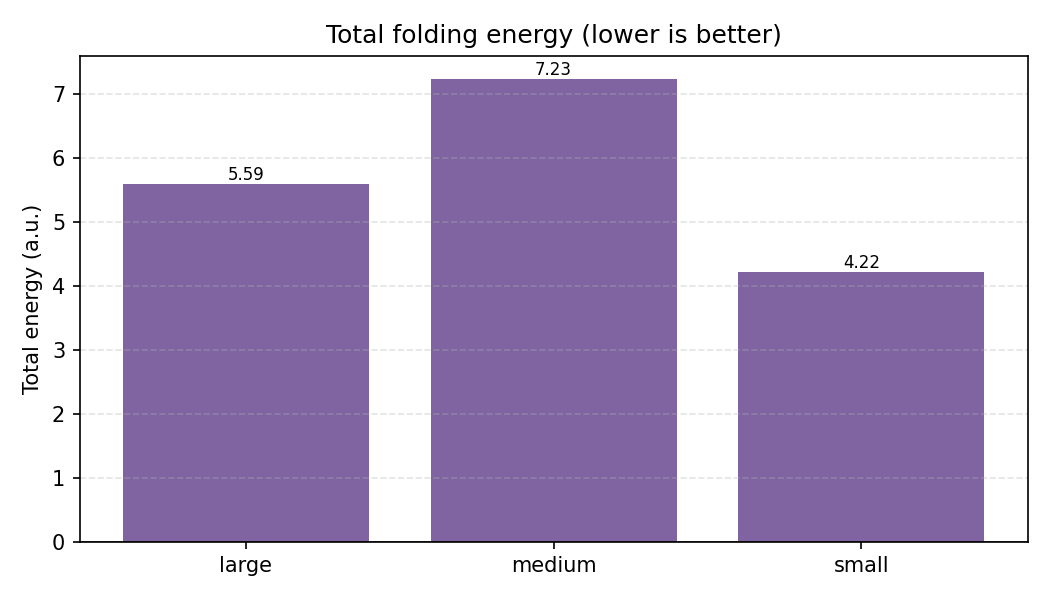 Total folding energy (lower is better)
Total energy (a.u.)
7
6
5
4
3
2
1
0
5.59
7.23
4.22
large
medium
small